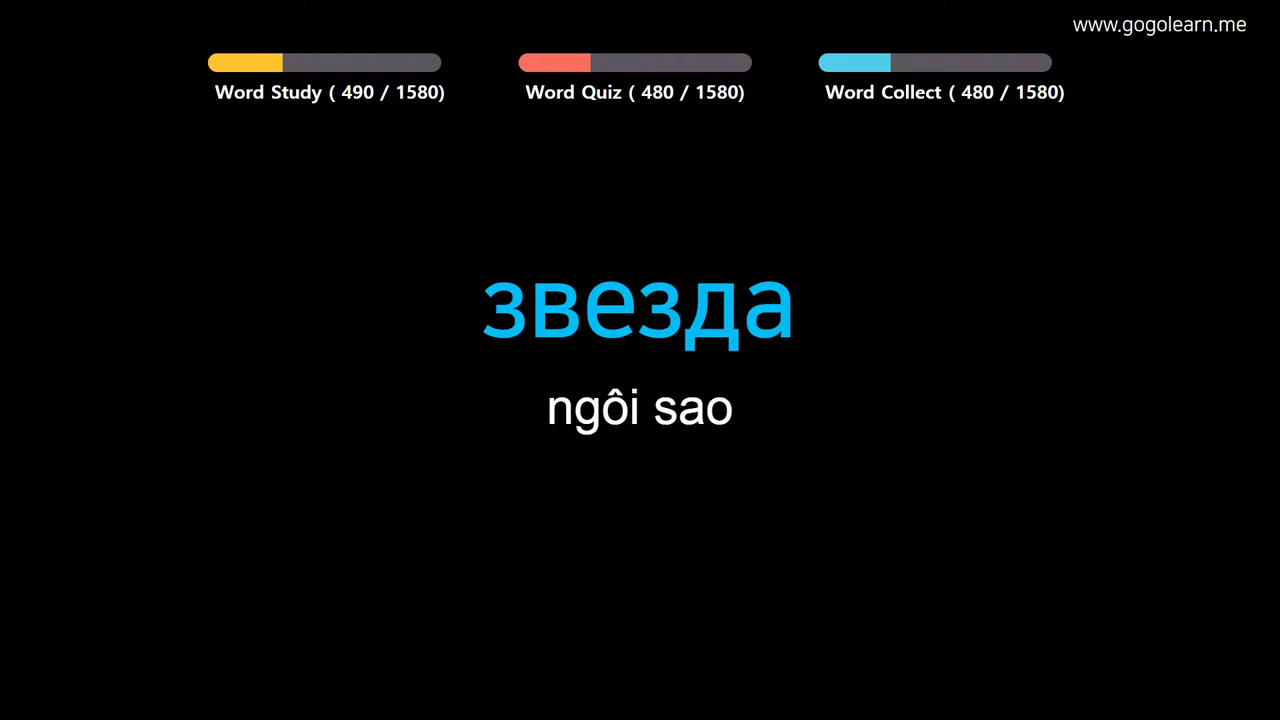 www.gogolearn.me
Word Study ( 490 / 1580)
Word Quiz ( 480 / 1580)
Word Collect ( 480 / 1580)
звезда
ngôi sao